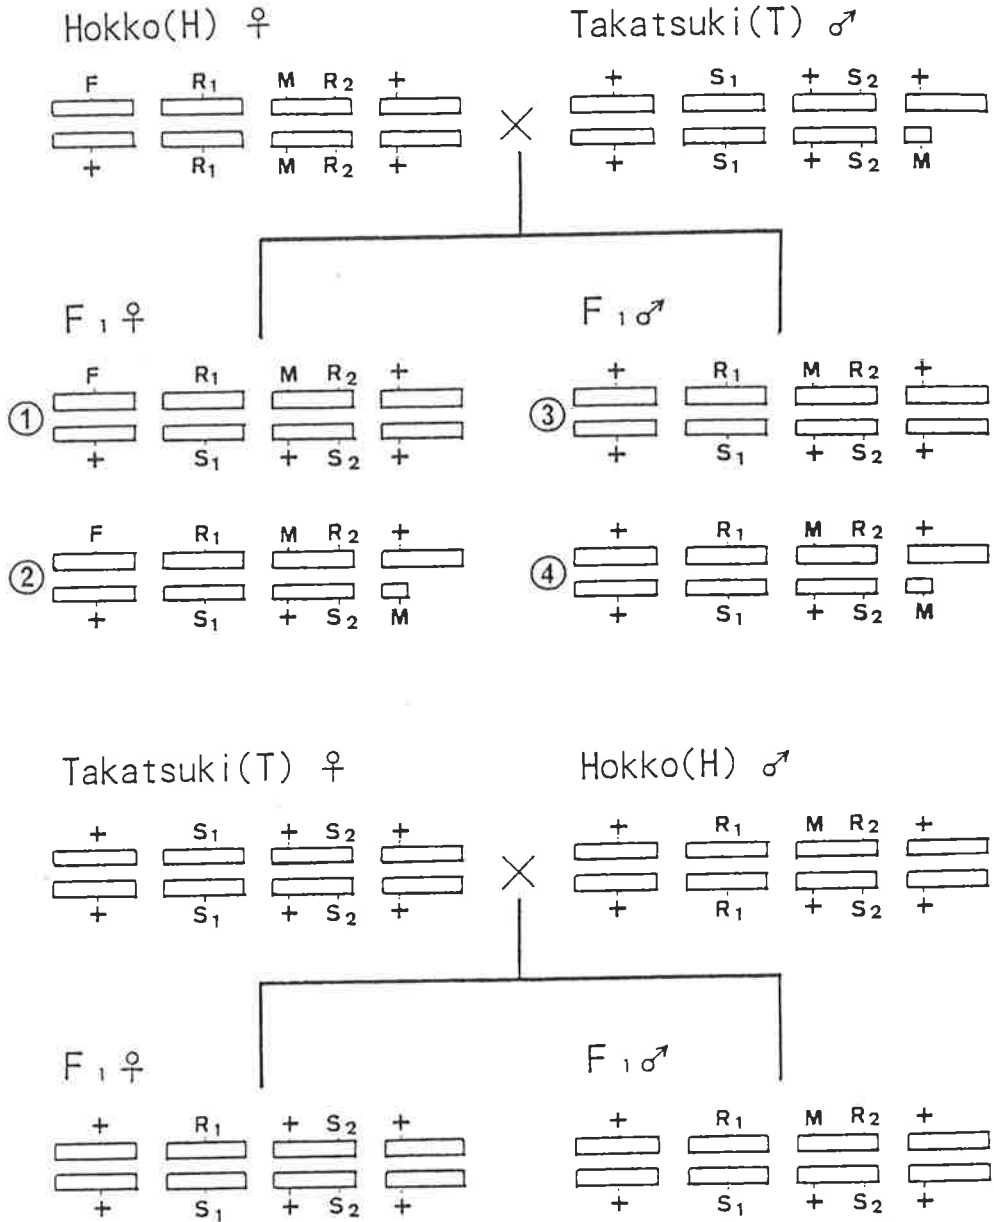 Hokko(H) ♀ Takatsuki(T) ♂
F R1 M R2 + + S1 + S2 +
+ R1 M R2 + + S1 + S2 M
F1♀ F1♂
F R1 M R2 + + R1 M R2 +
① ③
+ S1 + S2 + + S1 + S2 +
F R1 M R2 + + R1 M R2 +
② ④
+ S1 + S2 M + S1 + S2 M
Takatsuki(T) ♀ Hokko(H) ♂
+ S1 + S2 + + R1 M R2 +
+ S1 + S2 + + R1 + S2 +
F1♀ F1♂
+ R1 + S2 + + R1 M R2 +
+ S1 + S2 + + S1 + S2 +